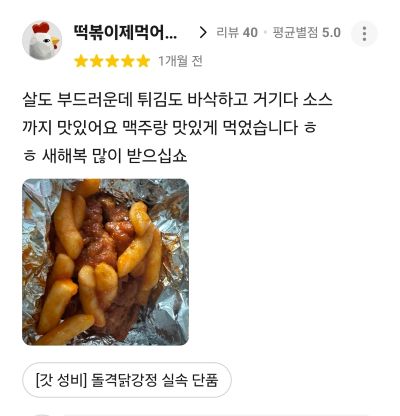 떡볶이제먹어... > 리뷰 40 · 평균별점 5.0
★★★★★ 1개월 전
살도 부드러운데 튀김도 바삭하고 거기다 소스
까지 맛있어요 맥주랑 맛있게 먹었습니다 ㅎ
ㅎ 새해복 많이 받으십쇼
[갓 성비] 돌격닭강정 실속 단품